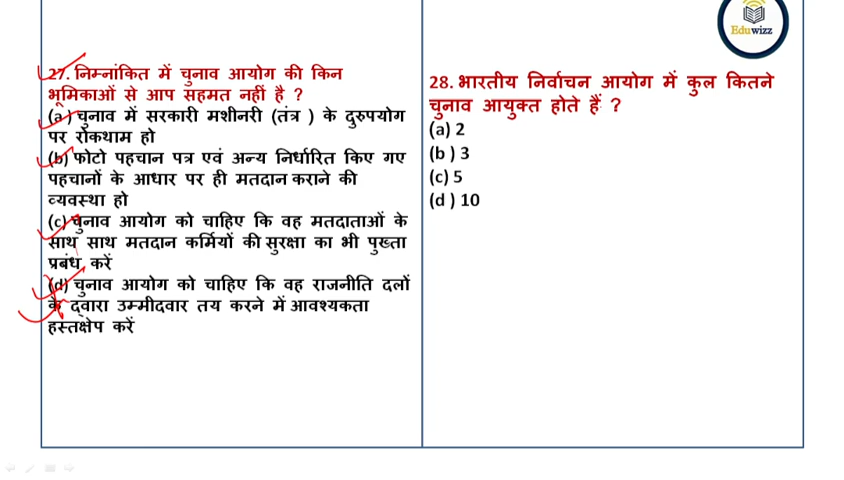 Eduwizz
27. निम्नांकित में चुनाव आयोग की किन
भूमिकाओं से आप सहमत नहीं है ?
(a ) चुनाव में सरकारी मशीनरी (तंत्र ) के दुरुपयोग
पर रोकथाम हो
(b) फोटो पहचान पत्र एवं अन्य निर्धारित किए गए
पहचानों के आधार पर ही मतदान कराने की
व्यवस्था हो
(c) चुनाव आयोग को चाहिए कि वह मतदाताओं के
साथ साथ मतदान कर्मियों की सुरक्षा का भी पुख्ता
प्रबंध करें
(d) चुनाव आयोग को चाहिए कि वह राजनीति दलों
के द्वारा उम्मीदवार तय करने में आवश्यकता
हस्तक्षेप करें
28. भारतीय निर्वाचन आयोग में कुल कितने
चुनाव आयुक्त होते हैं ?
(a) 2
(b ) 3
(c) 5
(d ) 10